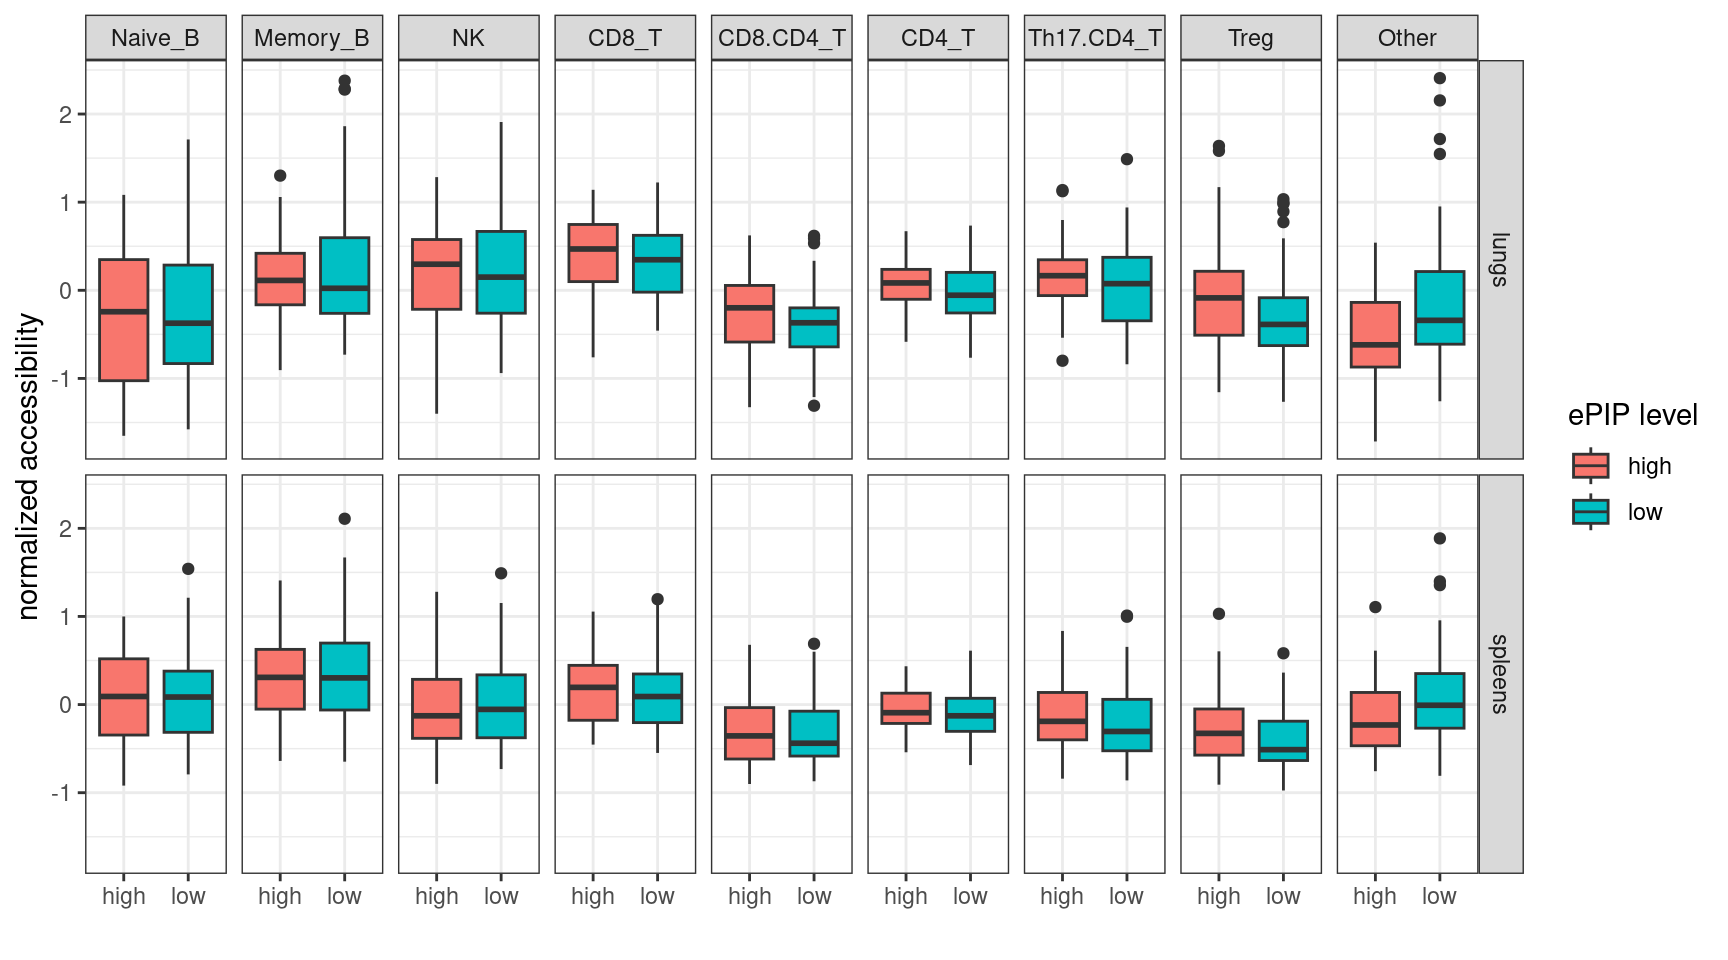 Naive_B Memory_B NK CD8_T CD8.CD4_T CD4_T Th17.CD4_T Treg Other
normalized accessibility
2
1
0
-1
lungs
2
1
0
-1
spleens
high low high low high low high low high low high low high low high low high low
ePIP level
high
low